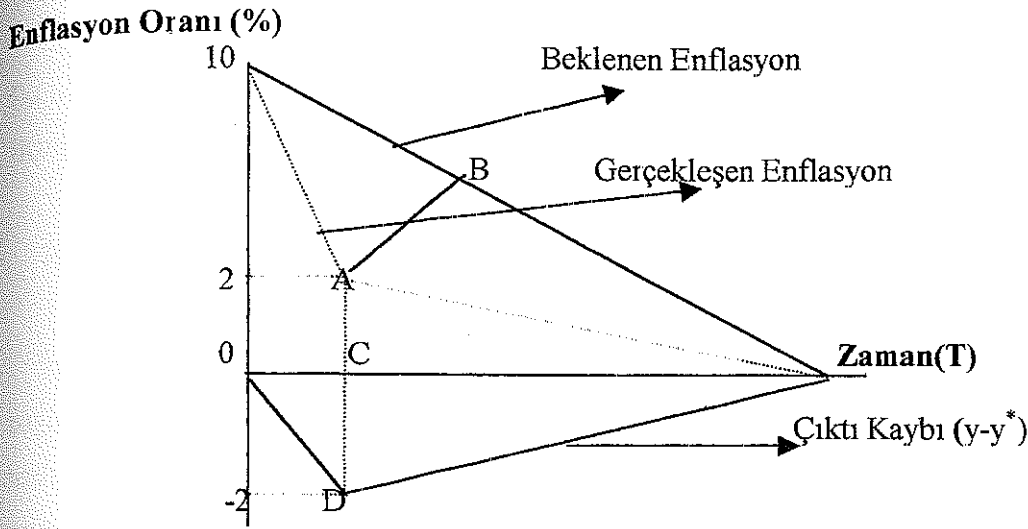 Enflasyon Oranı (%)
10
Beklenen Enflasyon
B
Gerçekleşen Enflasyon
2
A
0
C
Zaman(T)
Çıktı Kaybı (y-y*)
-2
D